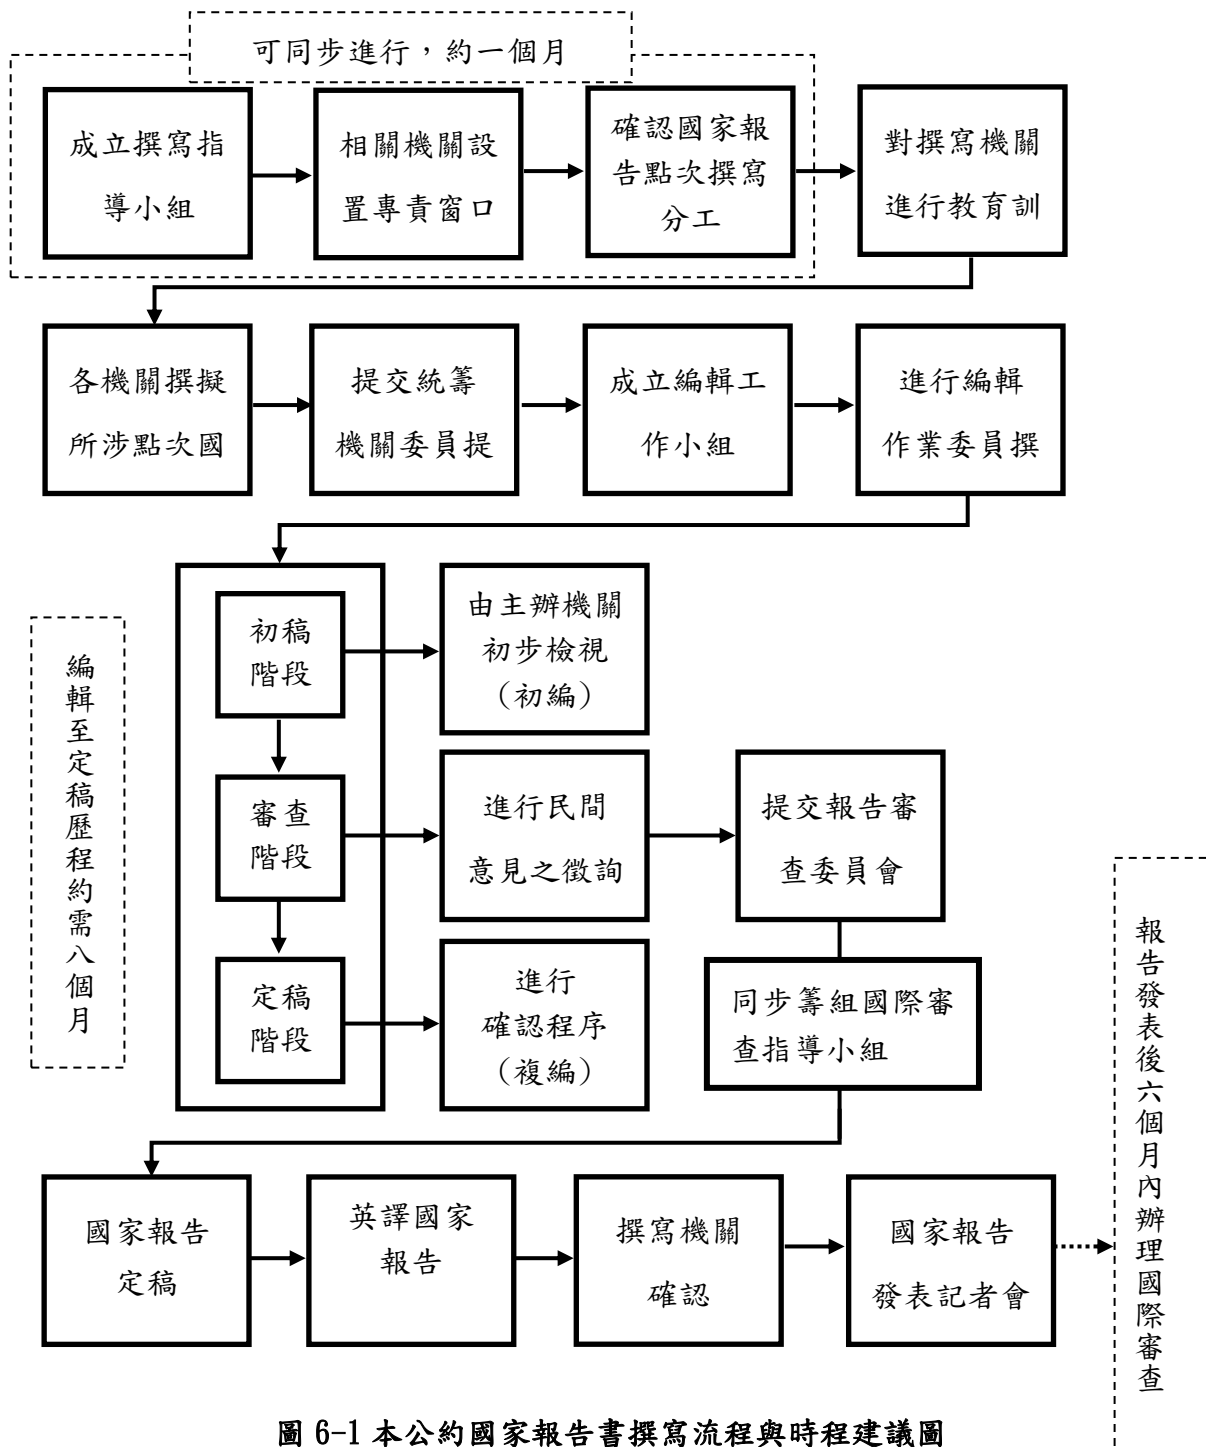 可同步進行，約一個月
成立撰寫指
導小組
相關機關設
置專責窗口
確認國家報
告點次撰寫
分工
對撰寫機關
進行教育訓
各機關撰擬
所涉點次國
提交統籌
機關委員提
成立編輯工
作小組
進行編輯
作業委員撰
編輯至定稿歷程約需八個月
初稿
階段
由主辦機關
初步檢視
（初編）
審查
階段
進行民間
意見之徵詢
提交報告審
查委員會
定稿
階段
進行
確認程序
（複編）
同步籌組國際審
查指導小組
報告發表後六個月內辦理國際審查
國家報告
定稿
英譯國家
報告
撰寫機關
確認
國家報告
發表記者會
圖 6-1 本公約國家報告書撰寫流程與時程建議圖